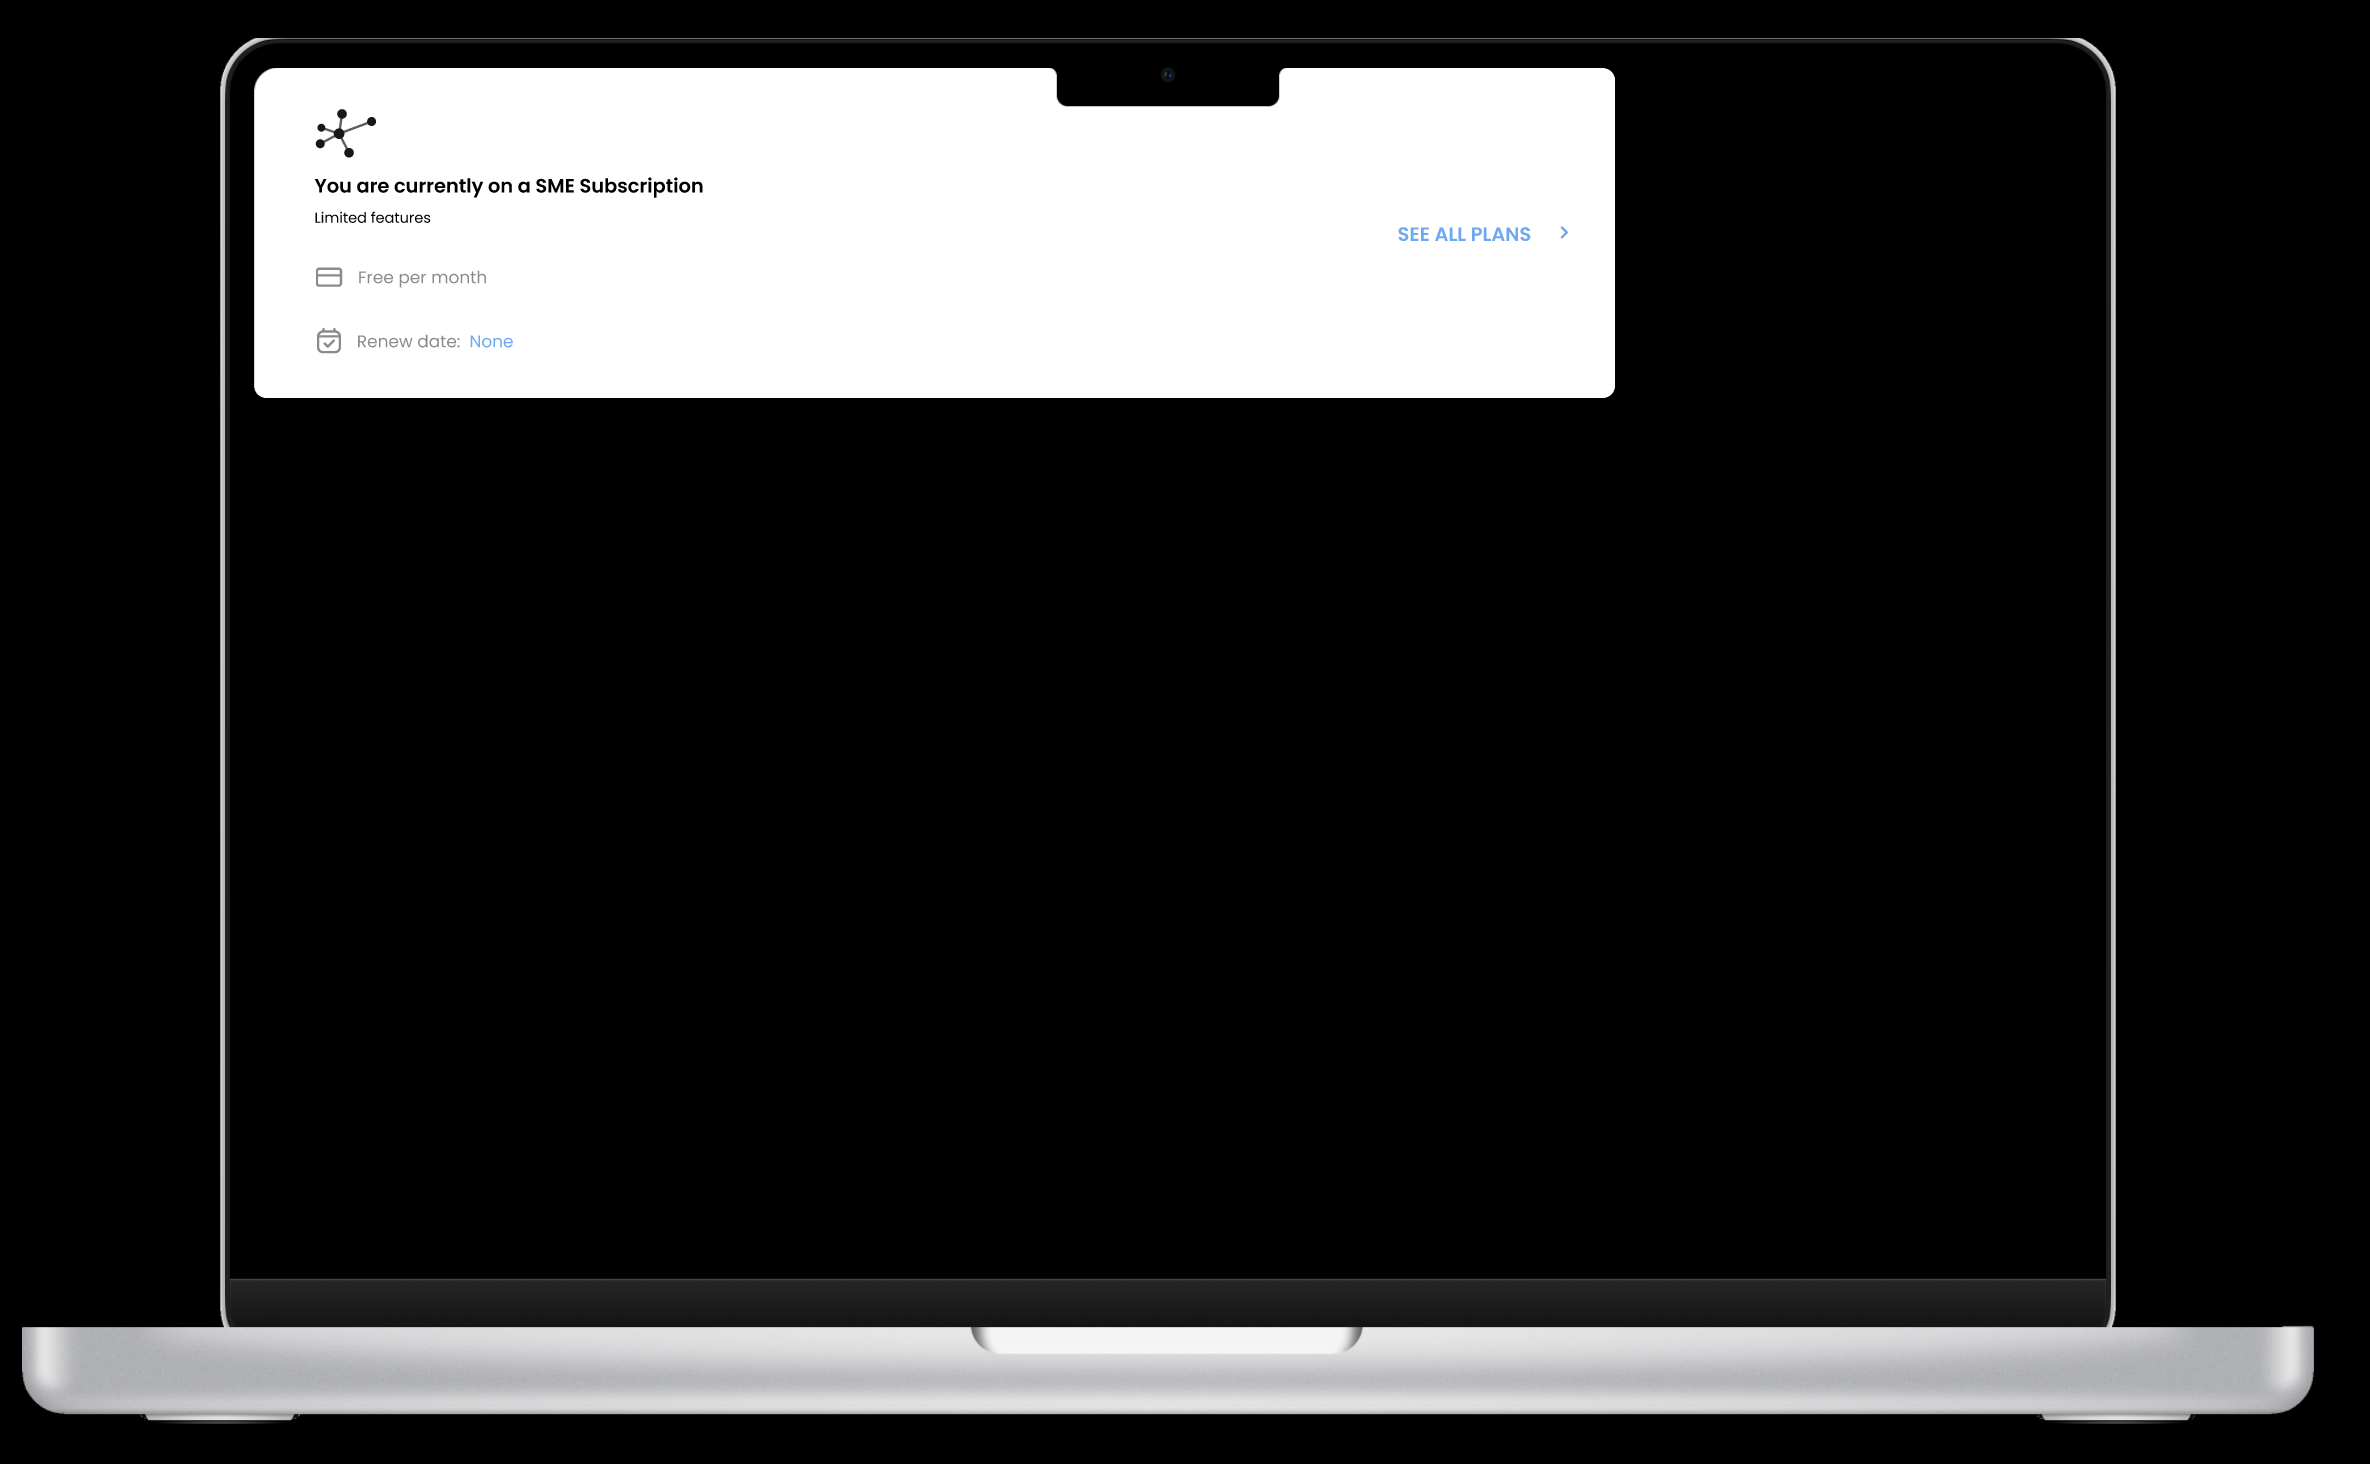 You are currently on a SME Subscription
Limited features
SEE ALL PLANS
Free per month
Renew date: None